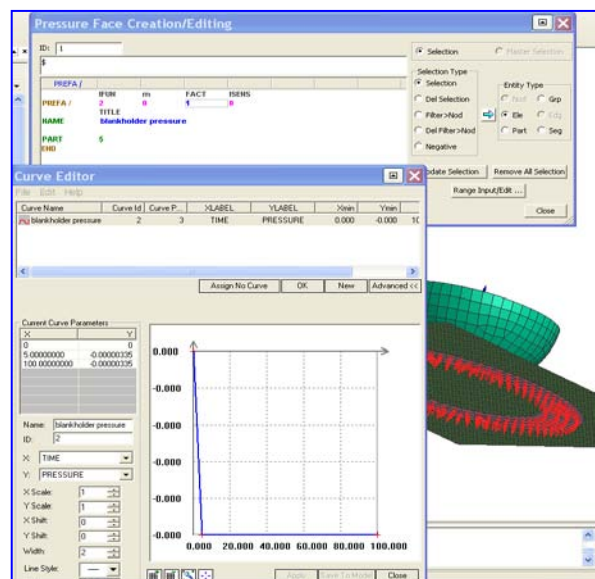 Pressure Face Creation/Editing
ID: 1
$
PREFA /
IFUN m FACT ISENS
PREFA / 2 0 1 0
TITLE
NAME blankholder pressure
PART 5
END
Selection Master Selection
Selection Type
Selection
Del Selection
Filter>Nod
Del Filter>Nod
Negative
Entity Type
Nod Grp
Ele Edg
Part Seg
pdate Selection Remove All Selection
Range Input/Edit ...
Close
Curve Editor
File Edit Help
Curve Name Curve Id Curve P... XLABEL YLABEL Xmin Ymin
blankholder pressure 2 3 TIME PRESSURE 0.000 -0.000 10
Assign No Curve OK New Advanced <<
Current Curve Parameters
X Y
0 0
5.00000000 -0.00000335
100.00000000 -0.00000335
Name: blankholder pressure
ID: 2
X: TIME
Y: PRESSURE
X Scale: 1
Y Scale: 1
X Shift: 0
Y Shift: 0
Width: 2
Line Style:
0.000
-0.000
-0.000
-0.000
-0.000
0.000 20.000 40.000 60.000 80.000 100.000
Apply Save To Model Close